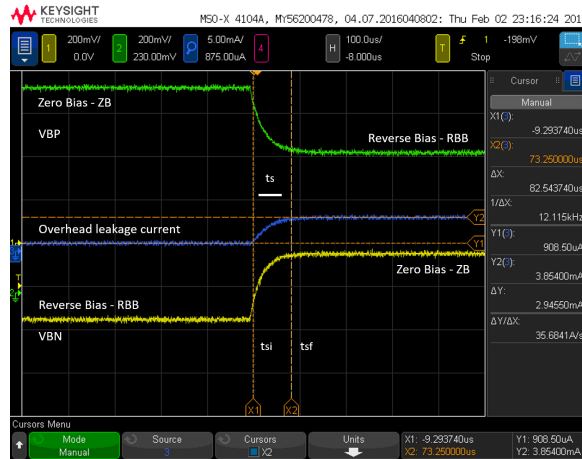 KEYSIGHT
TECHNOLOGIES
MSO-X 4104A, MY56200478, 04.07.2016040802: Thu Feb 02 23:16:24 201
1 200mV/ 0.0V
2 200mV/ 230.00mV
5.00mA/ 875.00uA
4
H 100.0us/ -8.000us
T 1 -198mV
Stop
Cursor
Manual
Zero Bias - ZB
VBP
Reverse Bias - RBB
ts
Overhead leakage current
Y2
Y1
Zero Bias - ZB
Reverse Bias - RBB
VBN
tsi
tsf
X1
X2
X1(3):
-9.293740us
X2(3):
73.250000us
ΔX:
82.543740us
1/ΔX:
12.115kHz
Y1(3):
908.50uA
Y2(3):
3.85400mA
ΔY:
2.94550mA
ΔY/ΔX:
35.6841A/s
Cursors Menu
Mode
Manual
Source
3
Cursors
X2
Units
X1: -9.293740us
X2: 73.250000us
Y1: 908.50uA
Y2: 3.85400mA